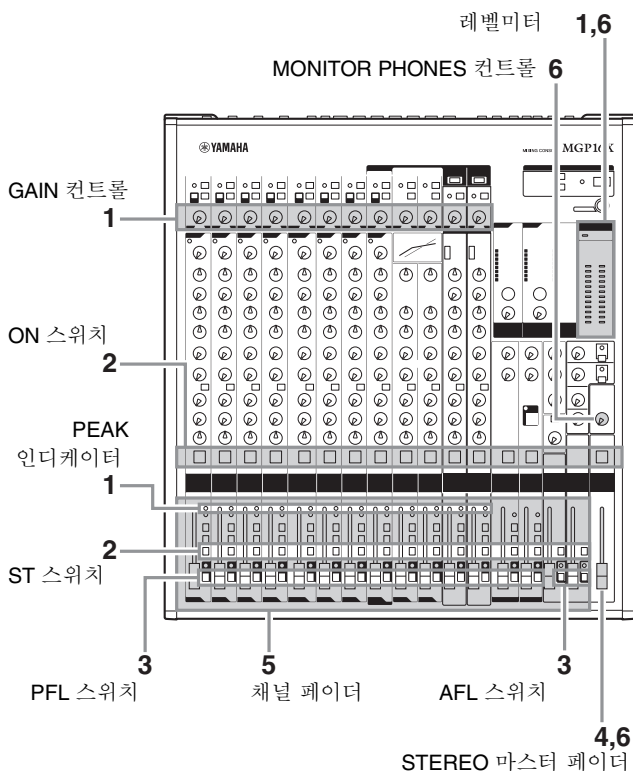 레벨미터 1,6
MONITOR PHONES 컨트롤 6
YAMAHA
MIXING CONSOLE MGP16X
GAIN 컨트롤
1
ON 스위치
2
PEAK
인디케이터
1
2
ST 스위치
3 5 3
PFL 스위치 채널 페이더 AFL 스위치
4,6
STEREO 마스터 페이더